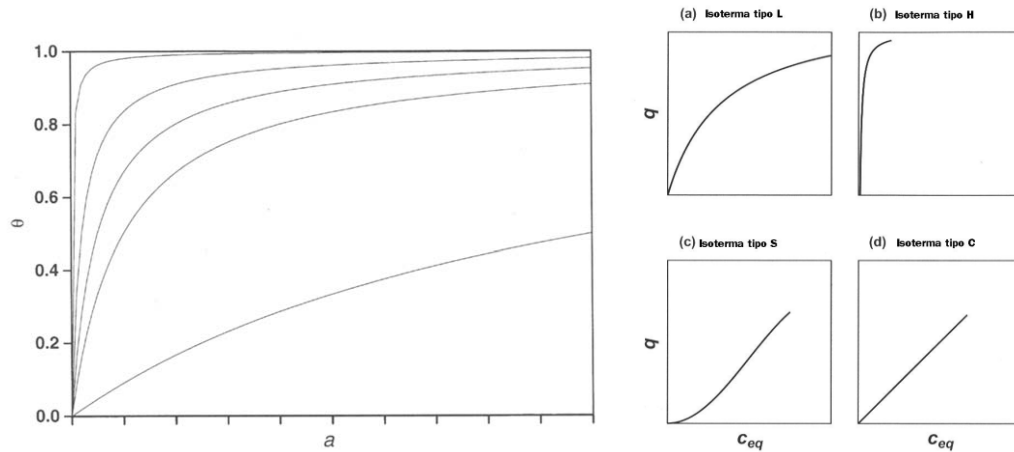 1.0
0.8
0.6
0.4
0.2
0.0
θ
a
(a) Isoterma tipo L
(b) Isoterma tipo H
q
(c) Isoterma tipo S
(d) Isoterma tipo C
q
c_eq
c_eq